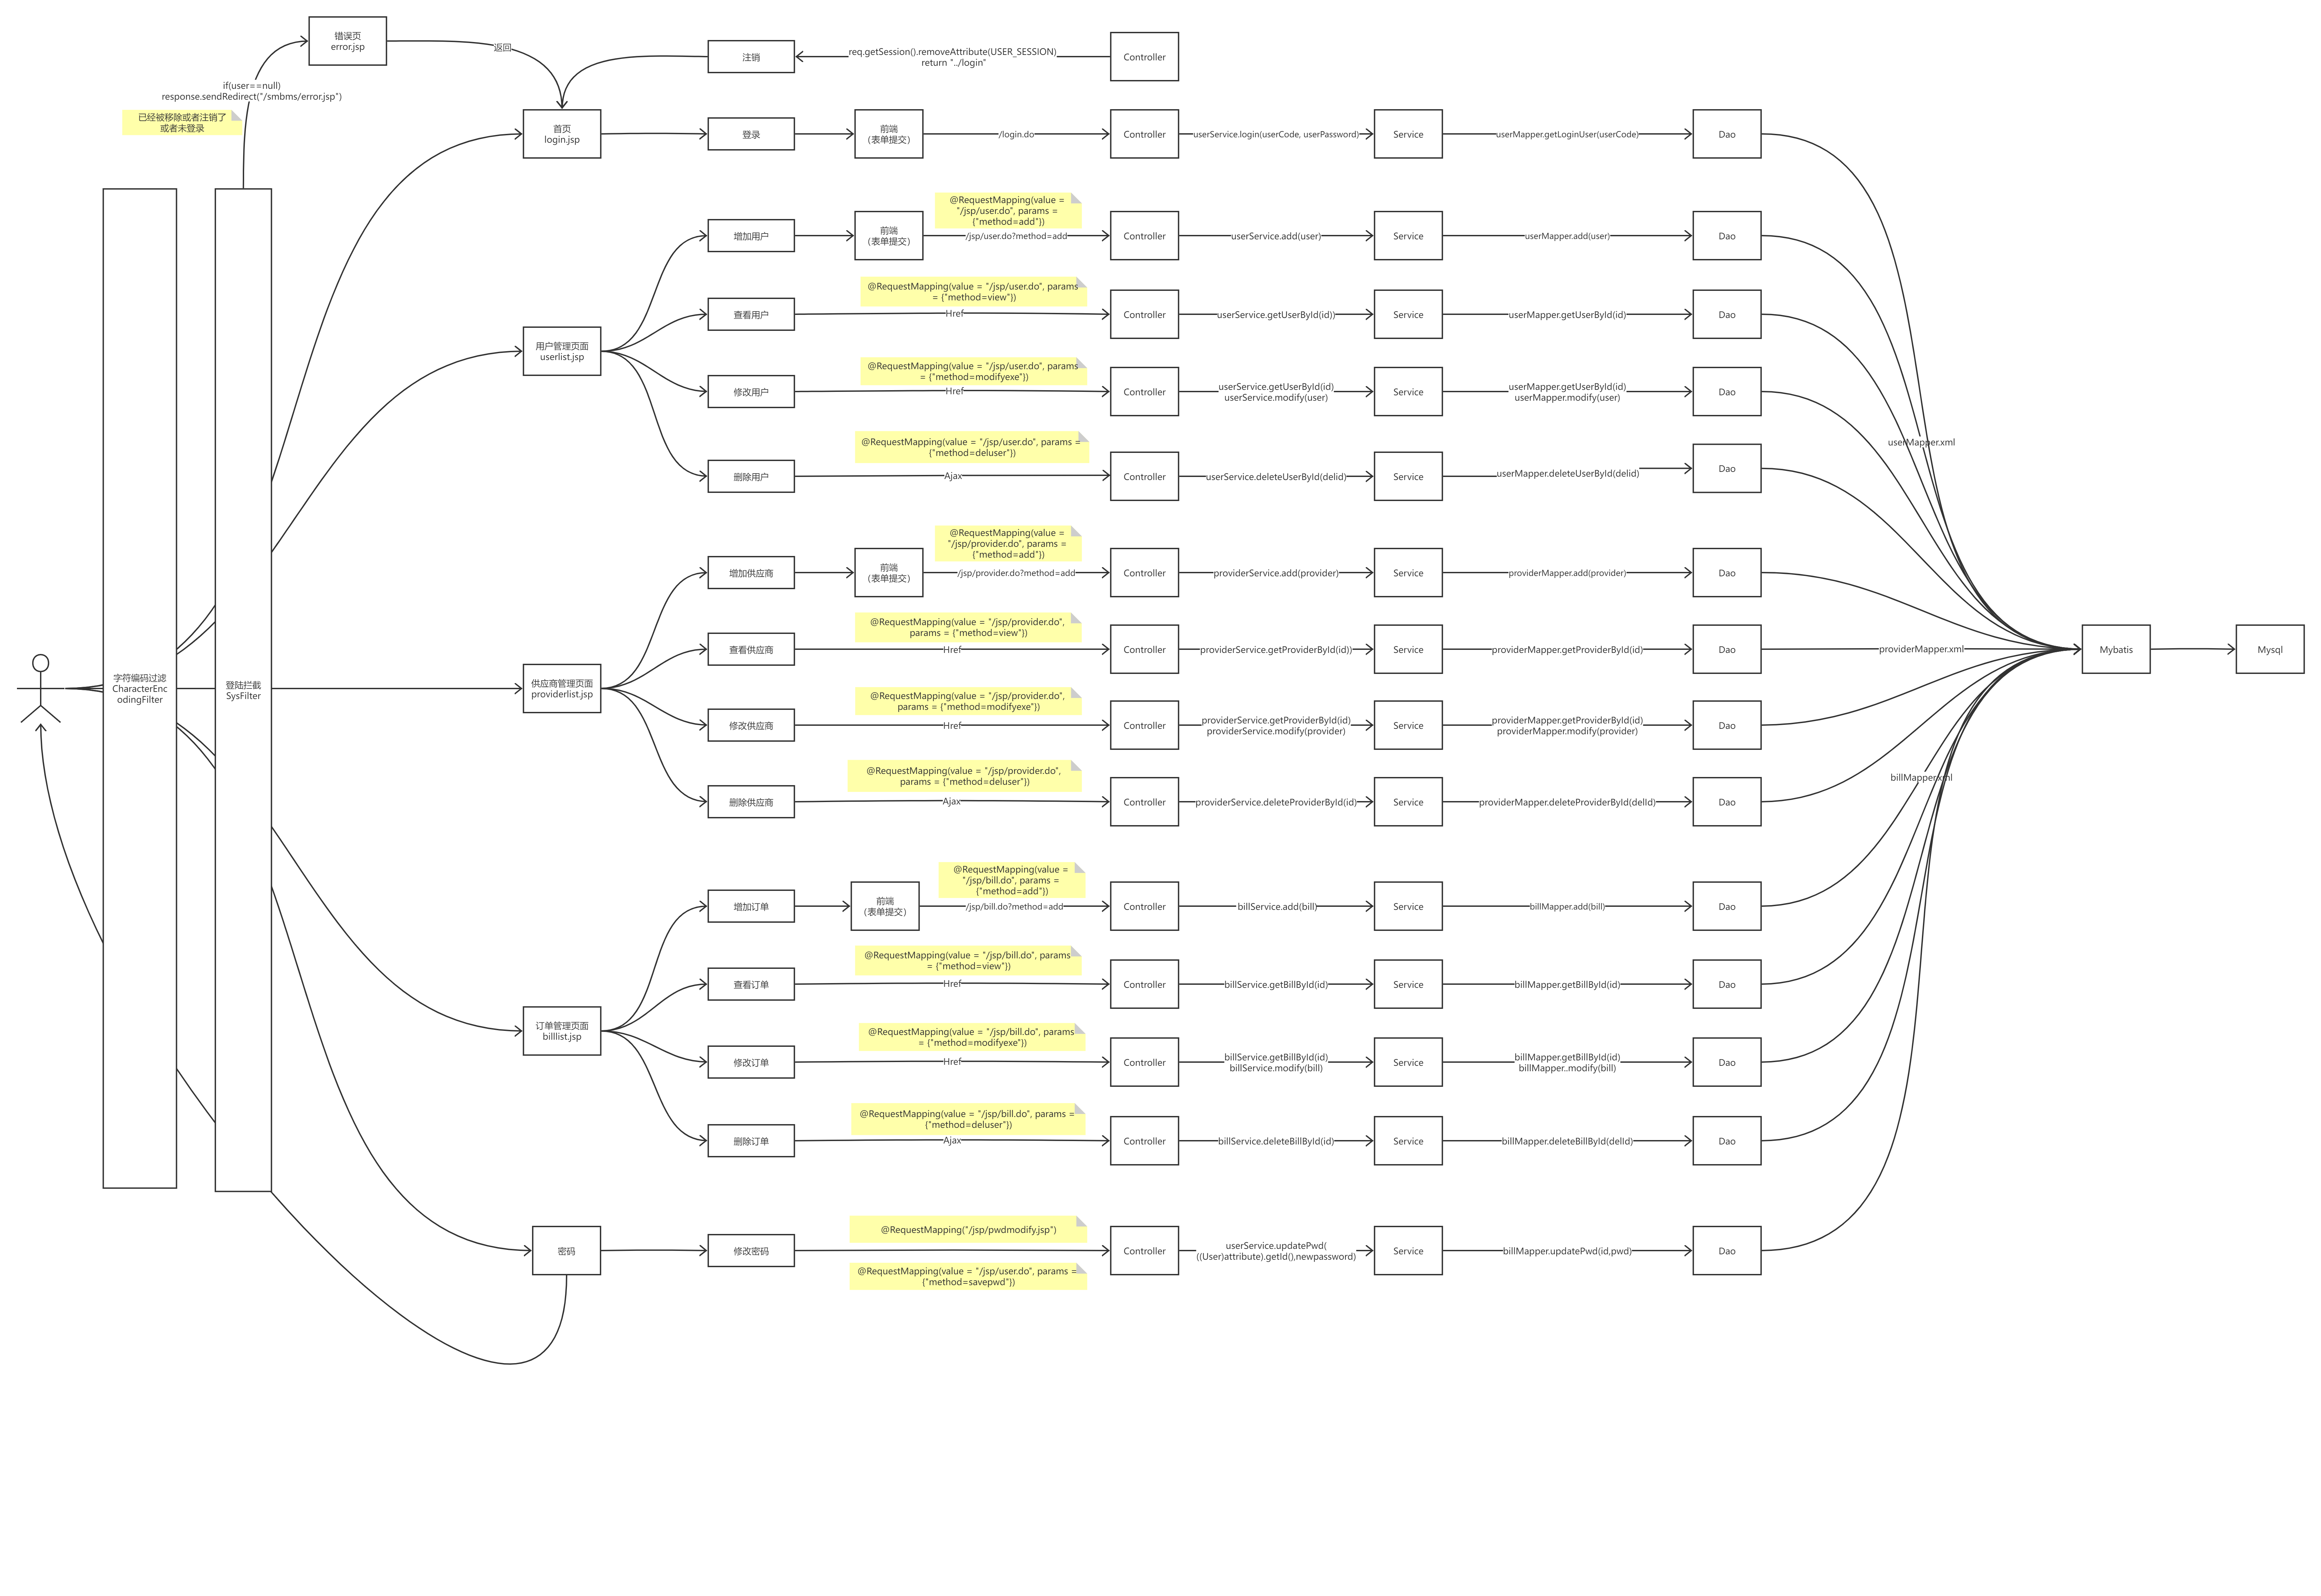 错误页
error.jsp
返回
注销
req.getSession().removeAttribute(USER_SESSION)
return "../login"
Controller
if(user==null)
response.sendRedirect("/smbms/error.jsp")
已经被移除或者注销了
或者未登录
首页
login.jsp
登录
前端
（表单提交）
/login.do
Controller
userService.login(userCode, userPassword)
Service
userMapper.getLoginUser(userCode)
Dao
@RequestMapping(value =
"/jsp/user.do", params =
{"method=add"})
增加用户
前端
（表单提交）
/jsp/user.do?method=add
Controller
userService.add(user)
Service
userMapper.add(user)
Dao
@RequestMapping(value = "/jsp/user.do", params
= {"method=view"})
查看用户
Href
Controller
userService.getUserById(id))
Service
userMapper.getUserById(id)
Dao
用户管理页面
userlist.jsp
@RequestMapping(value = "/jsp/user.do", params
= {"method=modifyexe"})
修改用户
Href
Controller
userService.getUserById(id)
userService.modify(user)
Service
userMapper.getUserById(id)
userMapper.modify(user)
Dao
userMapper.xml
@RequestMapping(value = "/jsp/user.do", params =
{"method=deluser"})
删除用户
Ajax
Controller
userService.deleteUserById(delid)
Service
userMapper.deleteUserById(delid)
Dao
@RequestMapping(value =
"/jsp/provider.do", params =
{"method=add"})
增加供应商
前端
（表单提交）
/jsp/provider.do?method=add
Controller
providerService.add(provider)
Service
providerMapper.add(provider)
Dao
@RequestMapping(value = "/jsp/provider.do",
params = {"method=view"})
查看供应商
Href
Controller
providerService.getProviderById(id))
Service
providerMapper.getProviderById(id)
Dao
providerMapper.xml
Mybatis
Mysql
字符编码过滤
CharacterEnc
odingFilter
登陆拦截
SysFilter
供应商管理页面
providerlist.jsp
@RequestMapping(value = "/jsp/provider.do",
params = {"method=modifyexe"})
修改供应商
Href
Controller
providerService.getProviderById(id)
providerService.modify(provider)
Service
providerMapper.getProviderById(id)
providerMapper.modify(provider)
Dao
billMapper.xml
@RequestMapping(value = "/jsp/provider.do",
params = {"method=deluser"})
删除供应商
Ajax
Controller
providerService.deleteProviderById(id)
Service
providerMapper.deleteProviderById(delId)
Dao
@RequestMapping(value =
"/jsp/bill.do", params =
{"method=add"})
增加订单
前端
（表单提交）
/jsp/bill.do?method=add
Controller
billService.add(bill)
Service
billMapper.add(bill)
Dao
@RequestMapping(value = "/jsp/bill.do", params
= {"method=view"})
查看订单
Href
Controller
billService.getBillById(id)
Service
billMapper.getBillById(id)
Dao
订单管理页面
billlist.jsp
@RequestMapping(value = "/jsp/bill.do", params
= {"method=modifyexe"})
修改订单
Href
Controller
billService.getBillById(id)
billService.modify(bill)
Service
billMapper.getBillById(id)
billMapper..modify(bill)
Dao
@RequestMapping(value = "/jsp/bill.do", params =
{"method=deluser"})
删除订单
Ajax
Controller
billService.deleteBillById(id)
Service
billMapper.deleteBillById(delId)
Dao
@RequestMapping("/jsp/pwdmodify.jsp")
密码
修改密码
Controller
userService.updatePwd(
((User)attribute).getId(),newpassword)
Service
billMapper.updatePwd(id,pwd)
Dao
@RequestMapping(value = "/jsp/user.do", params =
{"method=savepwd"})